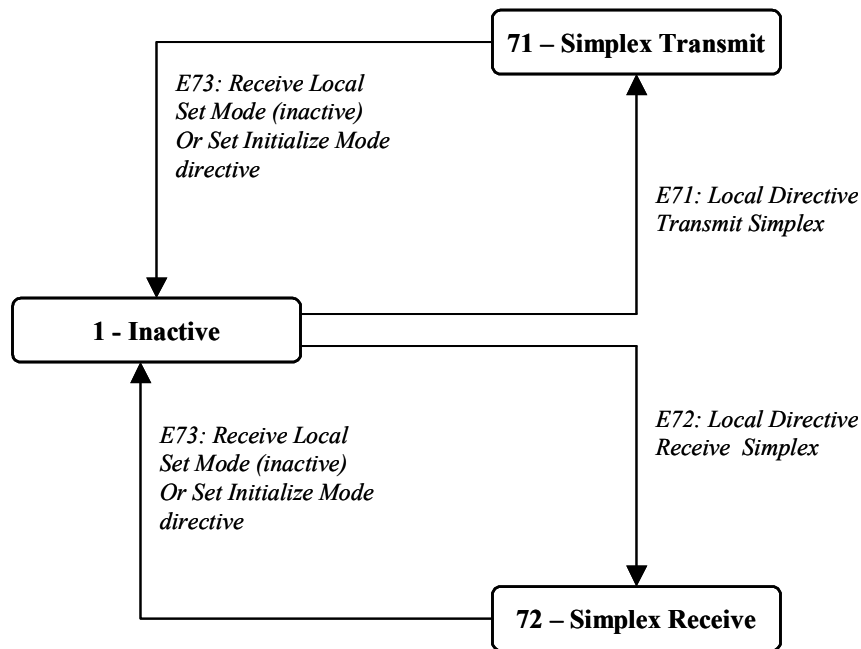 71 – Simplex Transmit
E73: Receive Local
Set Mode (inactive)
Or Set Initialize Mode
directive
E71: Local Directive
Transmit Simplex
1 - Inactive
E73: Receive Local
Set Mode (inactive)
Or Set Initialize Mode
directive
E72: Local Directive
Receive  Simplex
72 – Simplex Receive